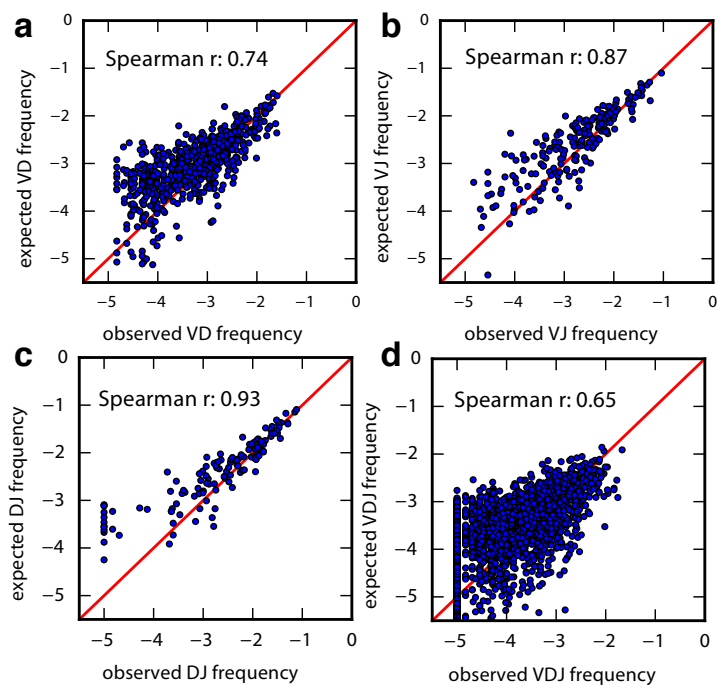 a
Spearman r: 0.74
0
−1
−2
−3
−4
−5
expected VD frequency
−5 −4 −3 −2 −1 0
observed VD frequency
b
Spearman r: 0.87
0
−1
−2
−3
−4
−5
expected VJ frequency
−5 −4 −3 −2 −1 0
observed VJ frequency
c
Spearman r: 0.93
0
−1
−2
−3
−4
−5
expected DJ frequency
−5 −4 −3 −2 −1 0
observed DJ frequency
d
Spearman r: 0.65
0
−1
−2
−3
−4
−5
expected VDJ frequency
−5 −4 −3 −2 −1 0
observed VDJ frequency